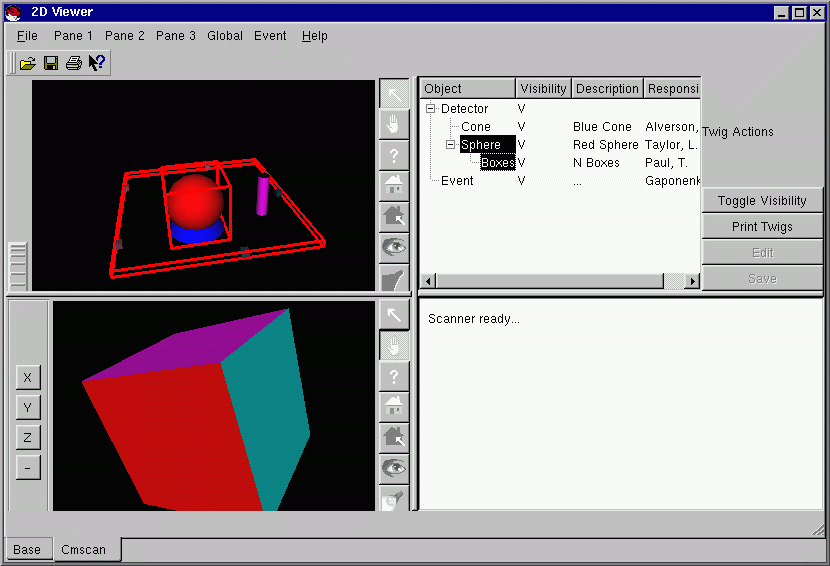 2D Viewer
File Pane 1 Pane 2 Pane 3 Global Event Help
Object Visibility Description Responsi
Detector V
Cone V Blue Cone Alverson,
Sphere V Red Sphere Taylor, L.
Boxes V N Boxes Paul, T.
Event V ... Gaponenk
Twig Actions
Toggle Visibility
Print Twigs
Edit
Save
?
?
X
Y
Z
-
Scanner ready...
Base Cmscan